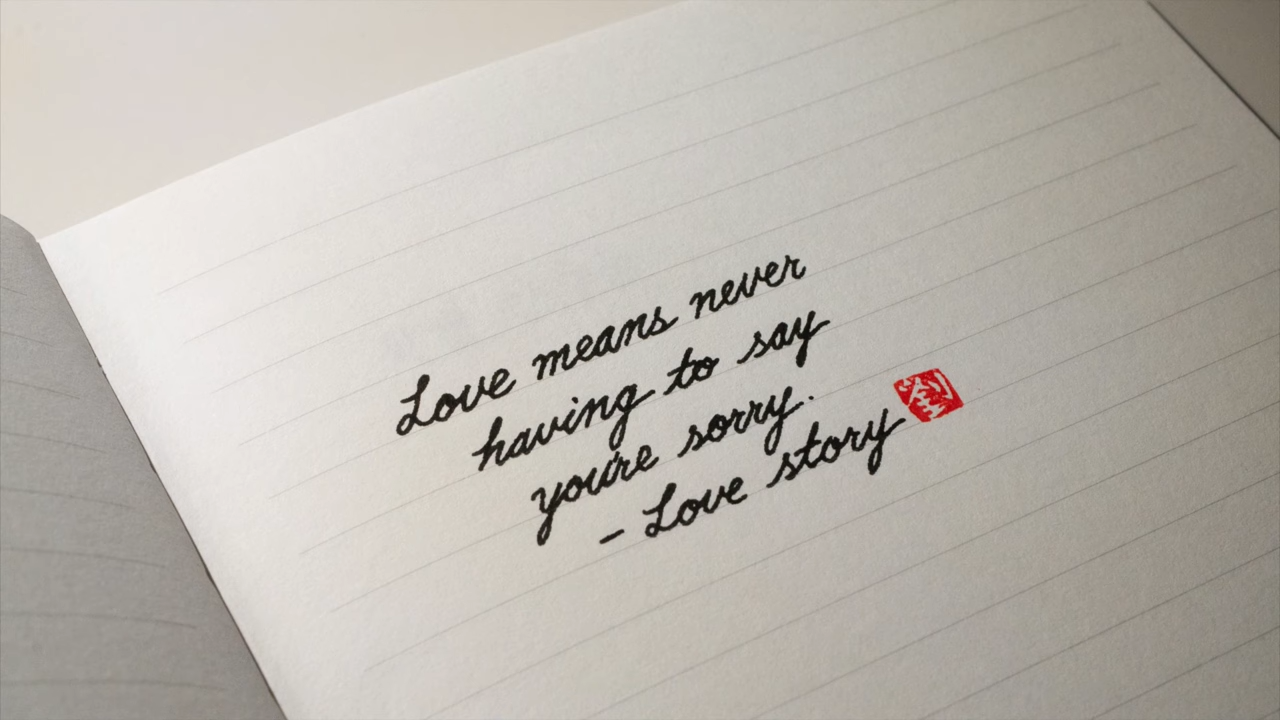 Love means never
having to say
you're sorry.
- Love story